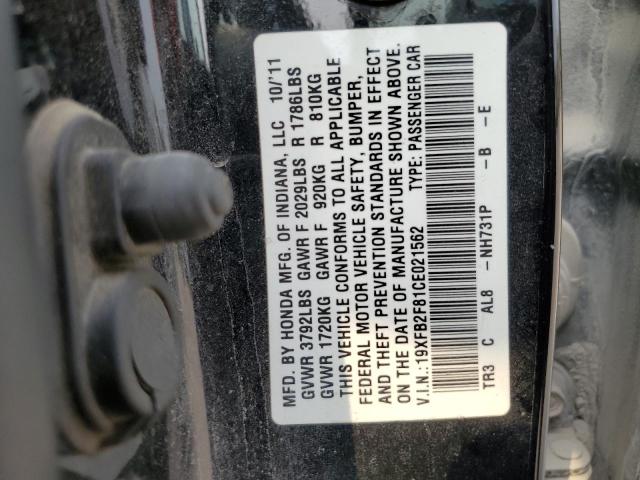 MFD. BY HONDA MFG. OF INDIANA, LLC 10/'11
GVWR 3792LBS GAWR F 2029LBS R 1786LBS
GVWR 1720KG GAWR F 920KG R 810KG
THIS VEHICLE CONFORMS TO ALL APPLICABLE
FEDERAL MOTOR VEHICLE SAFETY, BUMPER,
AND THEFT PREVENTION STANDARDS IN EFFECT
ON THE DATE OF MANUFACTURE SHOWN ABOVE.
V.I.N.:19XFB2F81CE021562 TYPE: PASSENGER CAR
TR3 C AL8 -NH731P -B -E